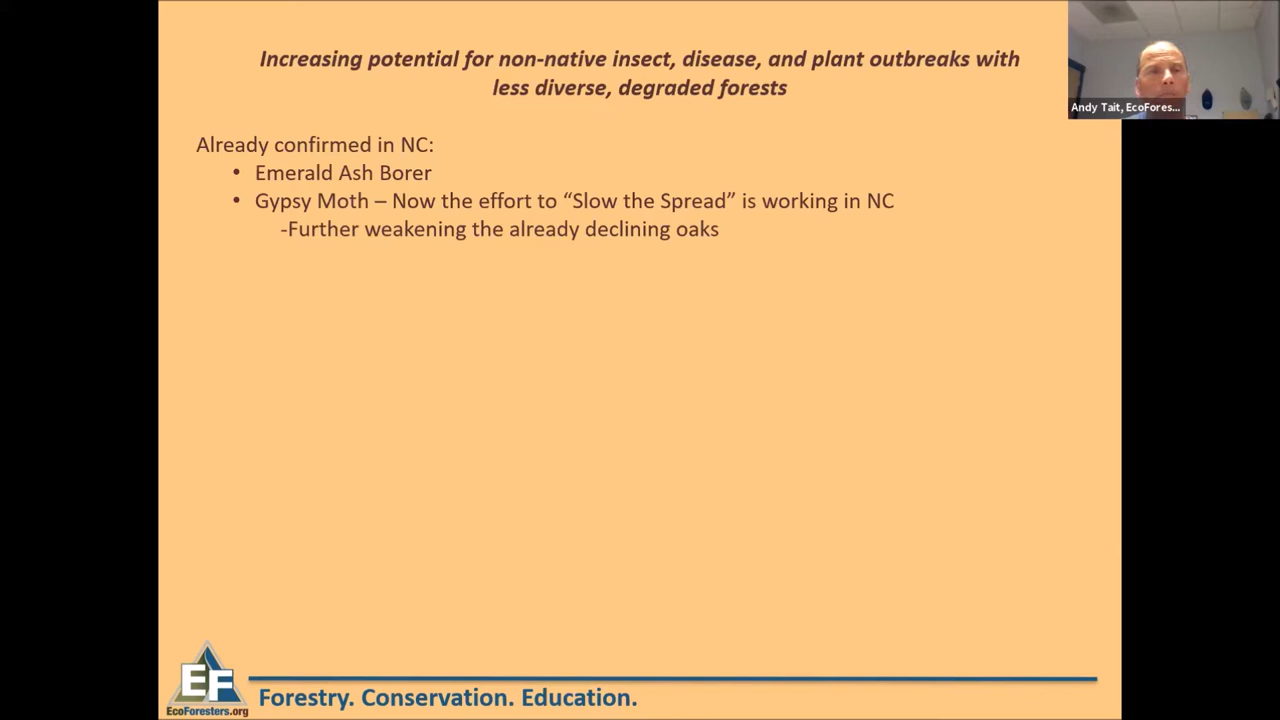 Increasing potential for non-native insect, disease, and plant outbreaks with
less diverse, degraded forests
Andy Tait, EcoFores...
Already confirmed in NC:
• Emerald Ash Borer
• Gypsy Moth – Now the effort to “Slow the Spread” is working in NC
-Further weakening the already declining oaks
EF
EcoForesters.org
Forestry. Conservation. Education.